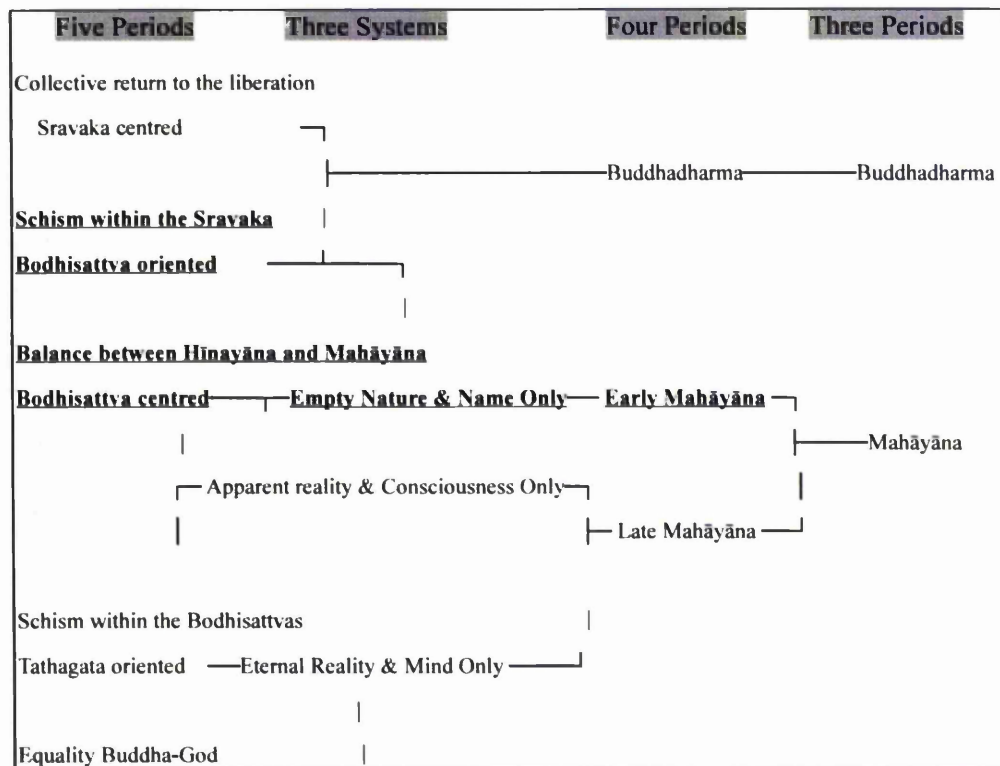 Five Periods Three Systems Four Periods Three Periods
Collective return to the liberation
Sravaka centred
Buddhadharma Buddhadharma
Schism within the Sravaka
Bodhisattva oriented
Balance between Hīnayāna and Mahāyāna
Bodhisattva centred Empty Nature & Name Only Early Mahāyāna
Mahāyāna
Apparent reality & Consciousness Only
Late Mahāyāna
Schism within the Bodhisattvas
Tathagata oriented Eternal Reality & Mind Only
Equality Buddha-God